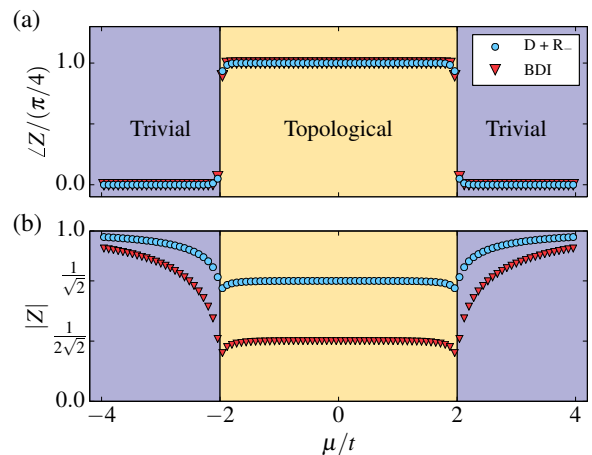 (a)
∠Z/(π/4)
1.0
0.0
D + R₋
BDI
Trivial
Topological
Trivial
(b)
|Z|
1.0
1/√2
1/2√2
0.0
−4
−2
0
2
4
μ/t